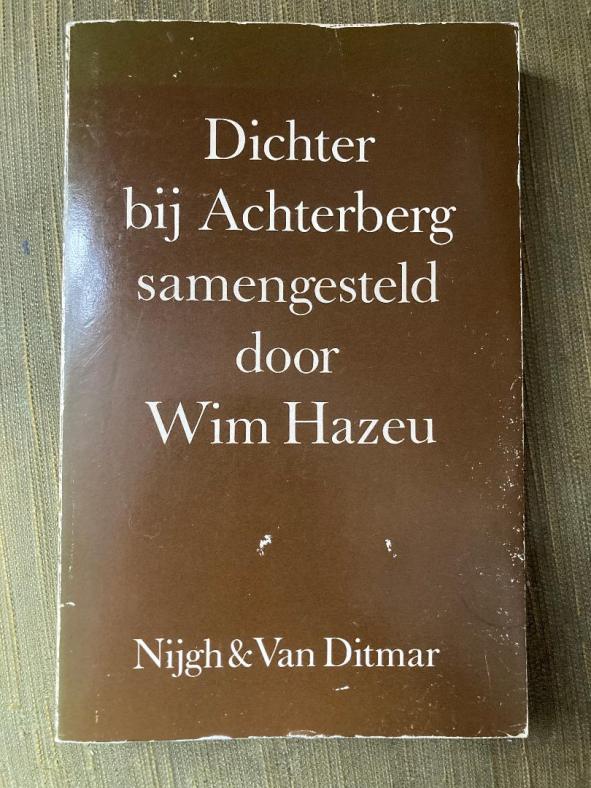 Dichter
bij Achterberg
samengesteld
door
Wim Hazeu
Nijgh & Van Ditmar